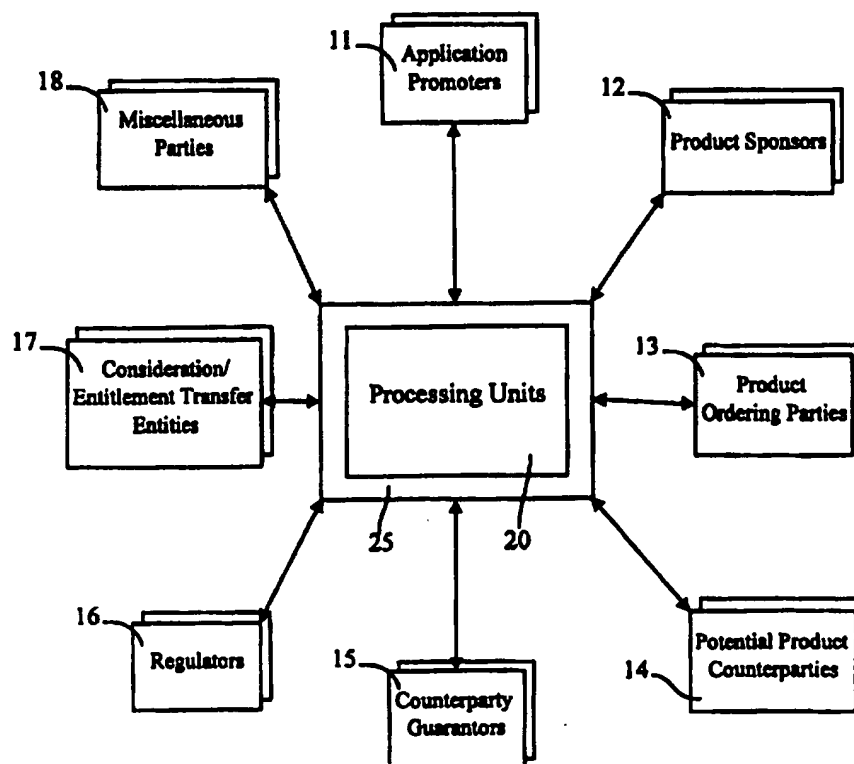 11
Application
Promoters
18
Miscellaneous
Parties
12
Product Sponsors
17
Consideration/
Entitlement Transfer
Entities
Processing Units
13
Product
Ordering Parties
25
20
16
Regulators
15
Counterparty
Guarantors
14
Potential Product
Counterparties